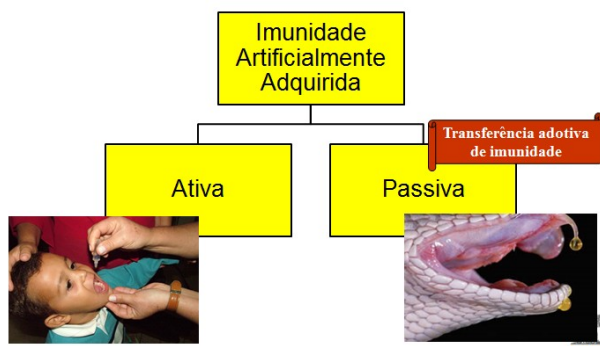 Imunidade
Artificialmente
Adquirida
Transferência adotiva
de imunidade
Ativa
Passiva